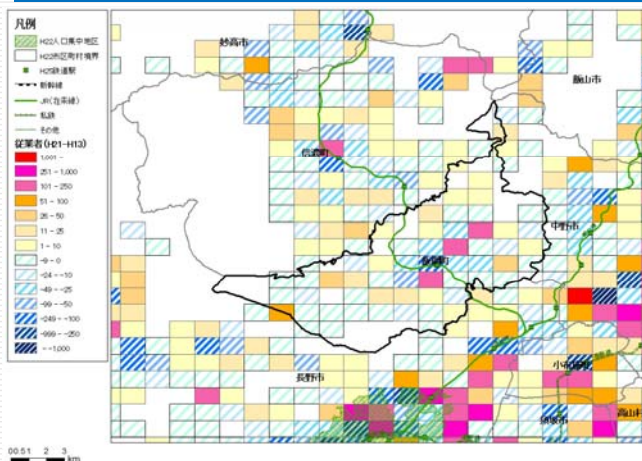 凡例
H22人口集中地区
H22市区町村境界
H25鉄道駅
新幹線
JR(在来線)
私鉄
その他
従業者(H21-H13)
1,001 -
251 - 1,000
101 - 250
51 - 100
26 - 50
11 - 25
1 - 10
-9 - 0
-24 - -10
-49 - -25
-99 - -50
-249 - -100
-999 - -250
- -1,000
妙高市
飯山市
信濃町
中野市
飯綱町
長野市
小布施町
須坂市
高山村
00.51 2 3
km